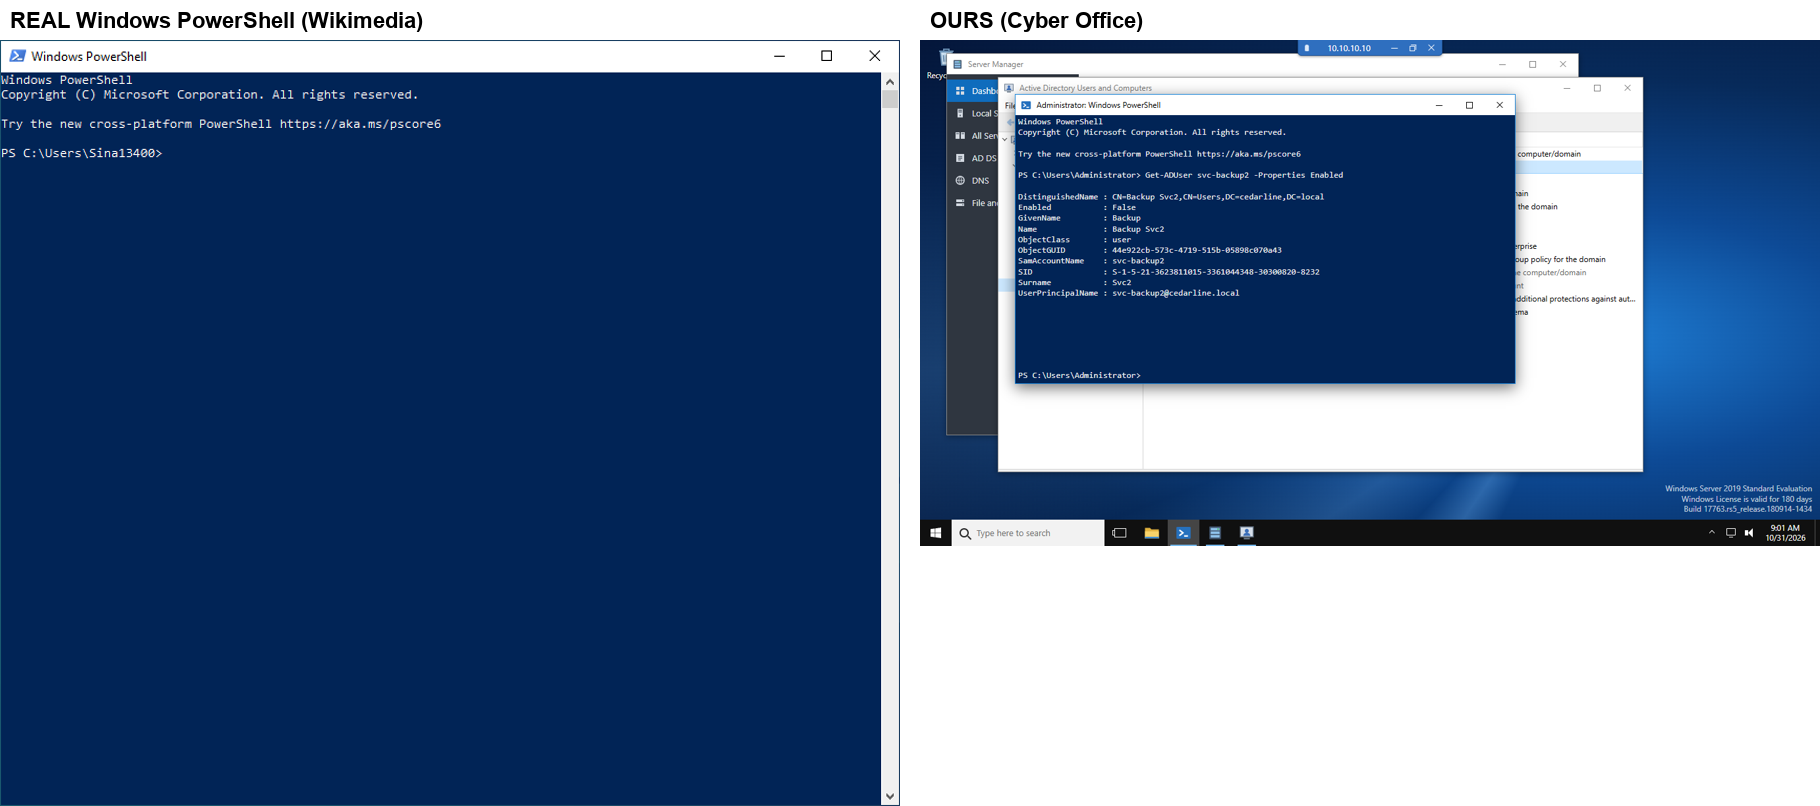 REAL Windows PowerShell (Wikimedia)
Windows PowerShell
Windows PowerShell
Copyright (C) Microsoft Corporation. All rights reserved.
Try the new cross-platform PowerShell https://aka.ms/pscore6
PS C:\Users\Sina13400>
OURS (Cyber Office)
10.10.10.10
Server Manager
Active Directory Users and Computers
Administrator: Windows PowerShell
Windows PowerShell
Copyright (C) Microsoft Corporation. All rights reserved.
Try the new cross-platform PowerShell https://aka.ms/pscore6
PS C:\Users\Administrator> Get-ADUser svc-backup2 -Properties Enabled
DistinguishedName : CN=Backup Svc2,CN=Users,DC=cedarline,DC=local
Enabled : False
GivenName : Backup
Name : Backup Svc2
ObjectClass : user
ObjectGUID : 44e922cb-573c-4719-515b-05898c070a43
SamAccountName : svc-backup2
SID : S-1-5-21-3623811015-3361044348-30300820-8232
Surname : Svc2
UserPrincipalName : svc-backup2@cedarline.local
PS C:\Users\Administrator>
Recyc
Dashb
Local S
All Ser
AD DS
DNS
File an
File
computer/domain
main
the domain
erprise
oup policy for the domain
e computer/domain
nt
additional protections against aut...
ema
Windows Server 2019 Standard Evaluation
Windows License is valid for 180 days
Build 17763.rs5_release.180914-1434
Type here to search
9:01 AM
10/31/2026